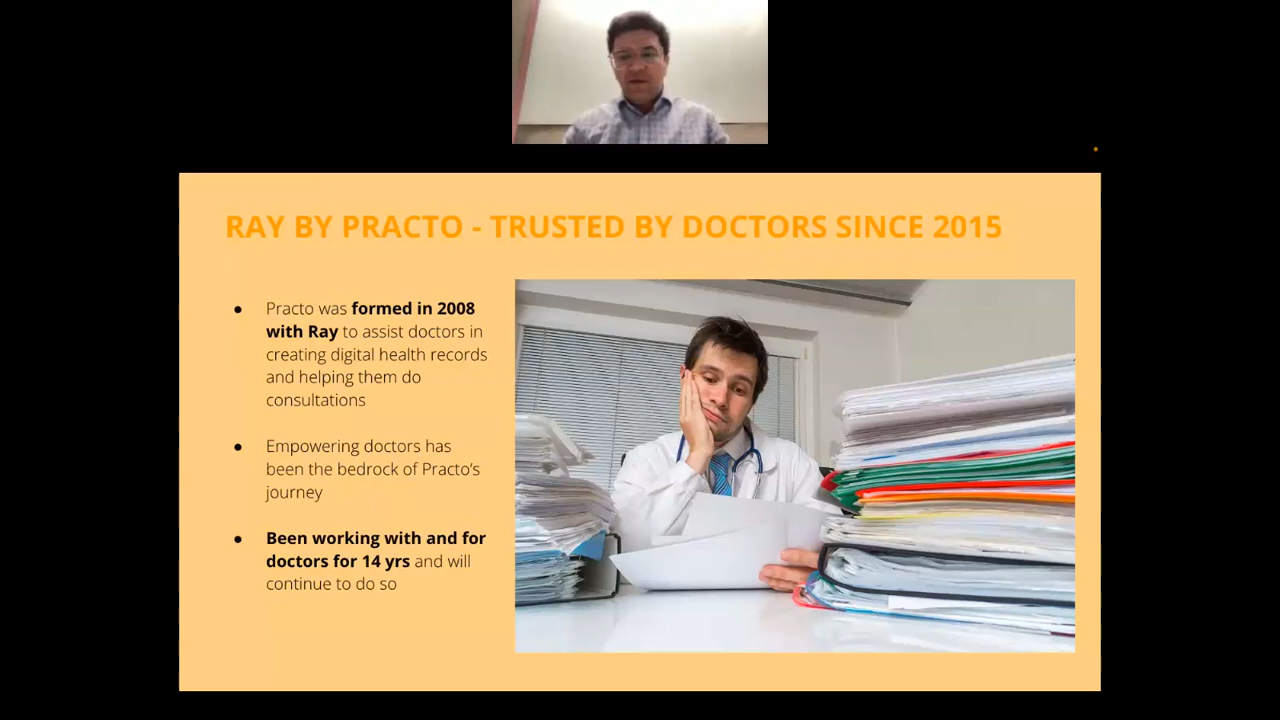 RAY BY PRACTO - TRUSTED BY DOCTORS SINCE 2015
● Practo was formed in 2008
with Ray to assist doctors in
creating digital health records
and helping them do
consultations
● Empowering doctors has
been the bedrock of Practo’s
journey
● Been working with and for
doctors for 14 yrs and will
continue to do so